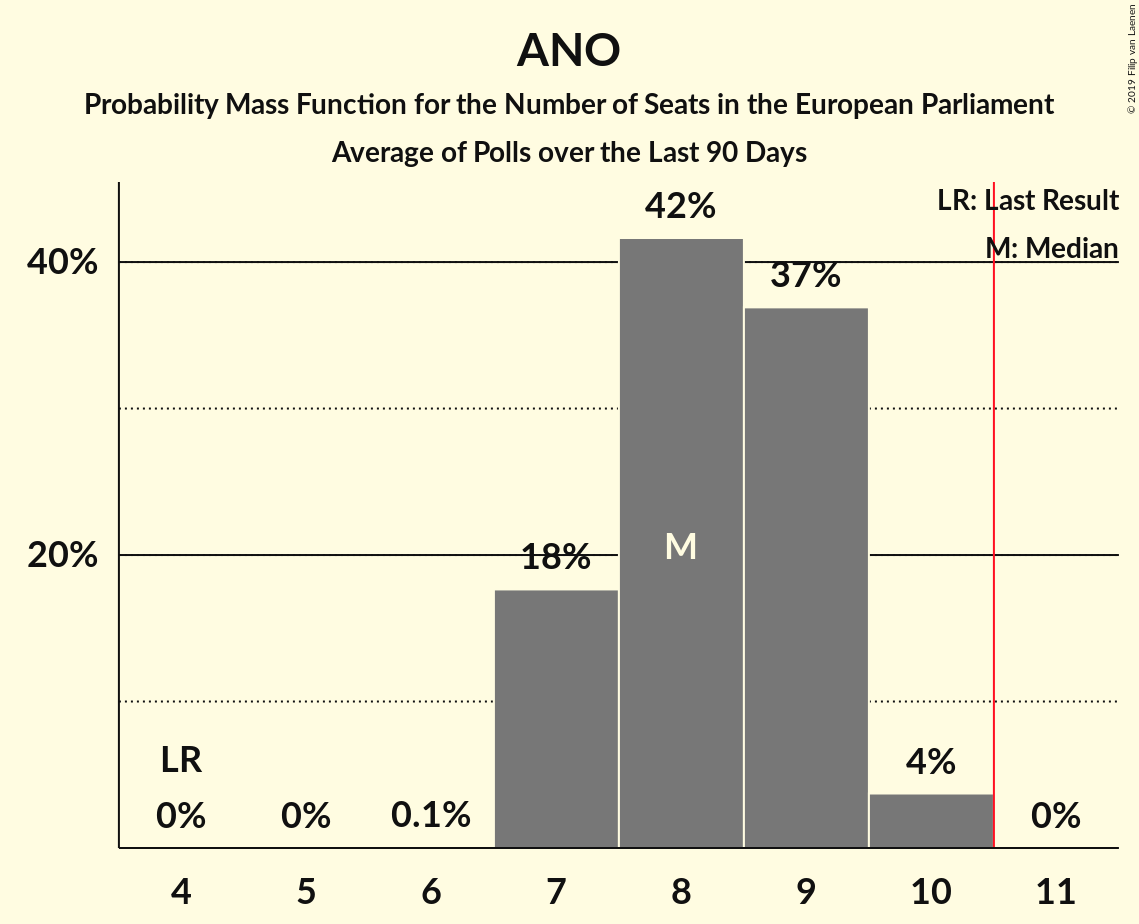 ANO
Probability Mass Function for the Number of Seats in the European Parliament
Average of Polls over the Last 90 Days
© 2019 Filip van Laenen
LR: Last Result
M: Median
42%
40%
37%
20%
18%
M
LR
4%
0%
0%
0.1%
0%
4
5
6
7
8
9
10
11